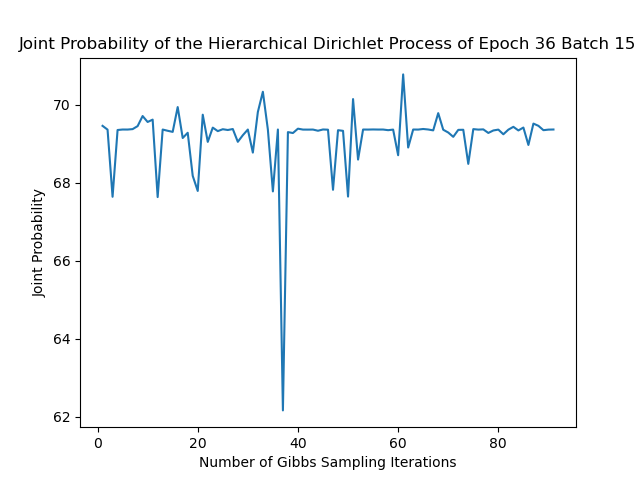 Joint Probability of the Hierarchical Dirichlet Process of Epoch 36 Batch 15
70
68
66
64
62
Joint Probability
0 20 40 60 80
Number of Gibbs Sampling Iterations